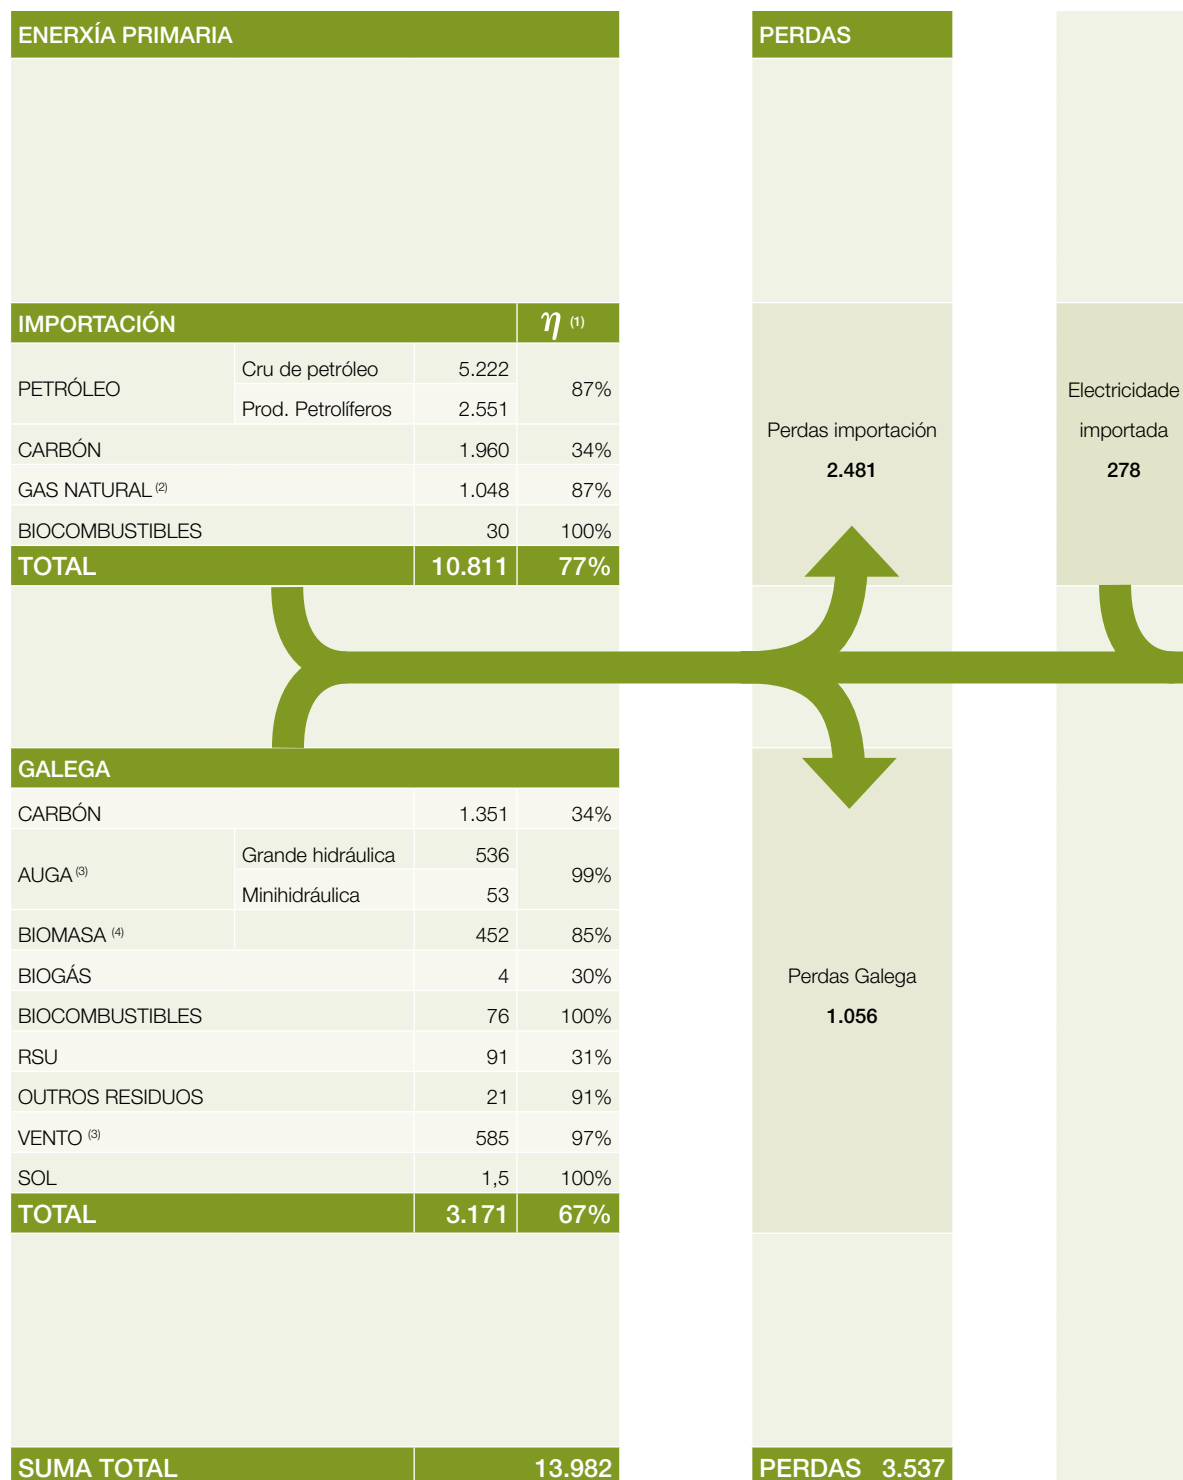 ENERXÍA PRIMARIA
IMPORTACIÓN η (1)
PETRÓLEO Cru de petróleo 5.222 87%
Prod. Petrolíferos 2.551
CARBÓN 1.960 34%
GAS NATURAL (2) 1.048 87%
BIOCOMBUSTIBLES 30 100%
TOTAL 10.811 77%
GALEGA
CARBÓN 1.351 34%
AUGA (3) Grande hidráulica 536 99%
Minihidráulica 53
BIOMASA (4) 452 85%
BIOGÁS 4 30%
BIOCOMBUSTIBLES 76 100%
RSU 91 31%
OUTROS RESIDUOS 21 91%
VENTO (3) 585 97%
SOL 1,5 100%
TOTAL 3.171 67%
SUMA TOTAL 13.982
PERDAS
Perdas importación
2.481
Perdas Galega
1.056
PERDAS 3.537
Electricidade
importada
278